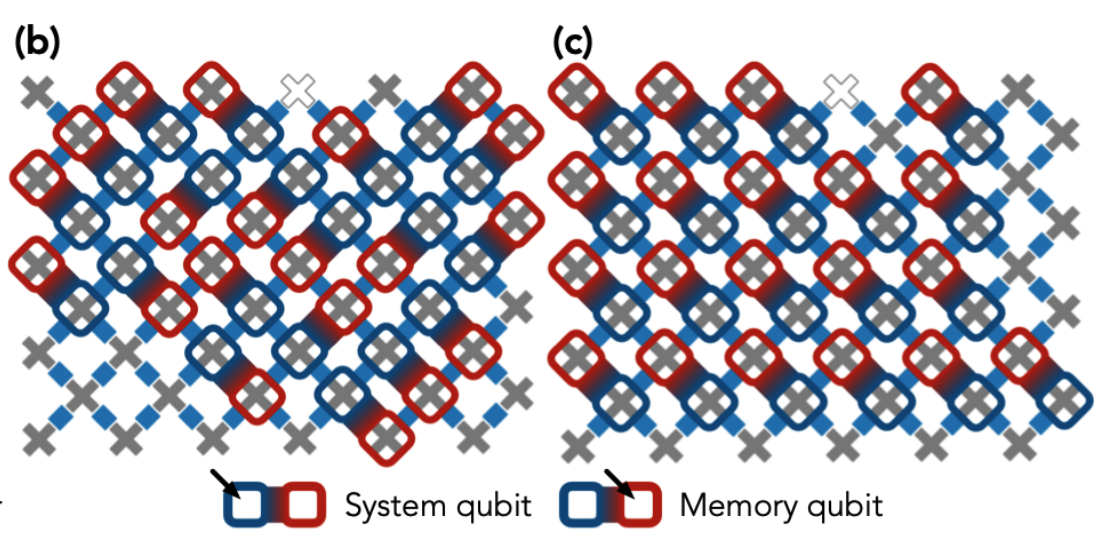 (b)
(c)
System qubit
Memory qubit